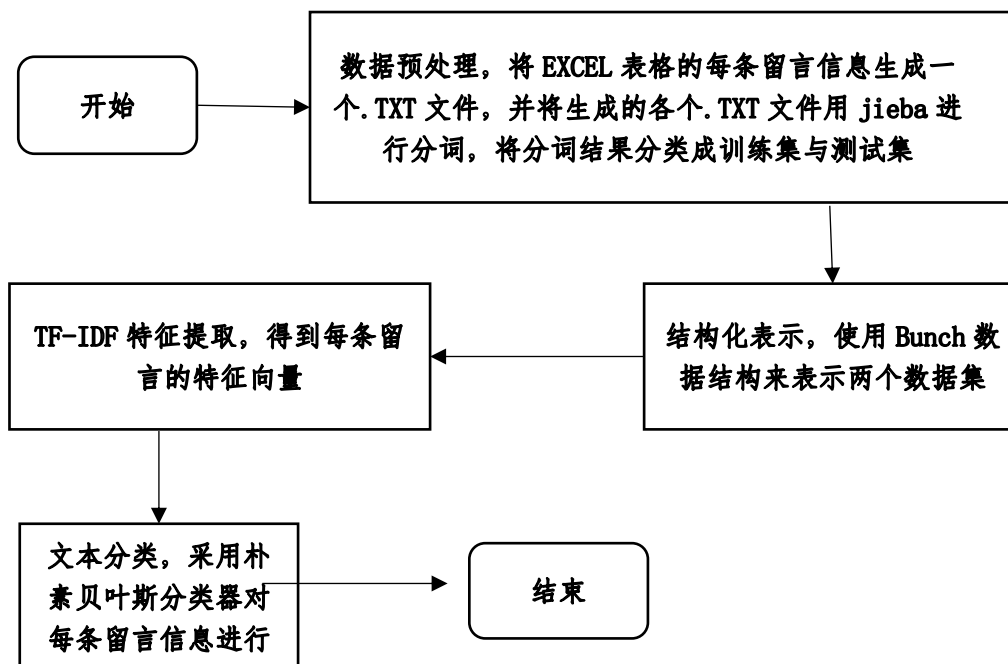 开始
数据预处理，将 EXCEL 表格的每条留言信息生成一
个.TXT 文件，并将生成的各个.TXT 文件用 jieba 进
行分词，将分词结果分类成训练集与测试集
TF-IDF 特征提取，得到每条留
言的特征向量
结构化表示，使用 Bunch 数
据结构来表示两个数据集
文本分类，采用朴
素贝叶斯分类器对
每条留言信息进行
结束